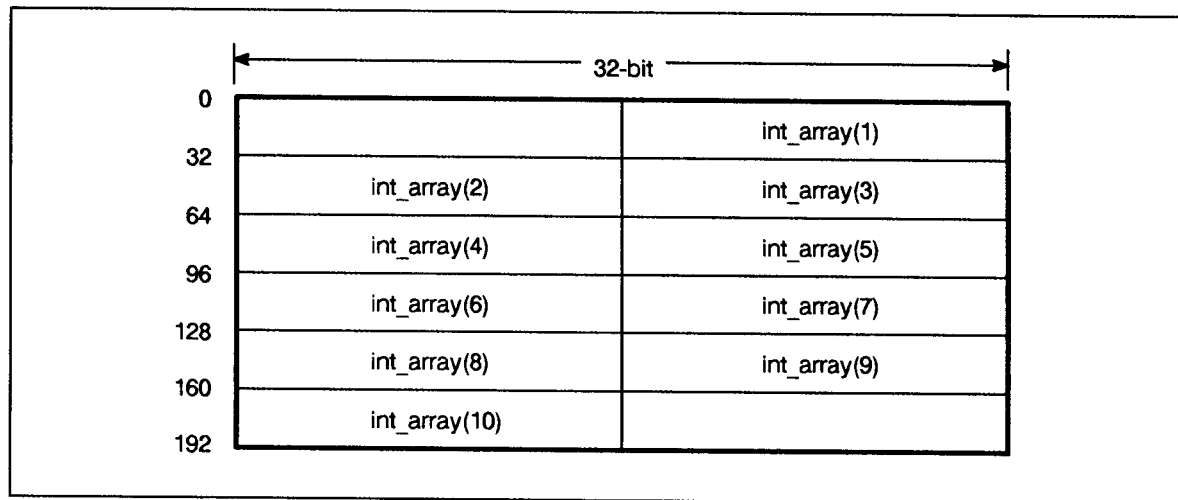 32-bit
0
int_array(1)
32
int_array(2) int_array(3)
64
int_array(4) int_array(5)
96
int_array(6) int_array(7)
128
int_array(8) int_array(9)
160
int_array(10)
192